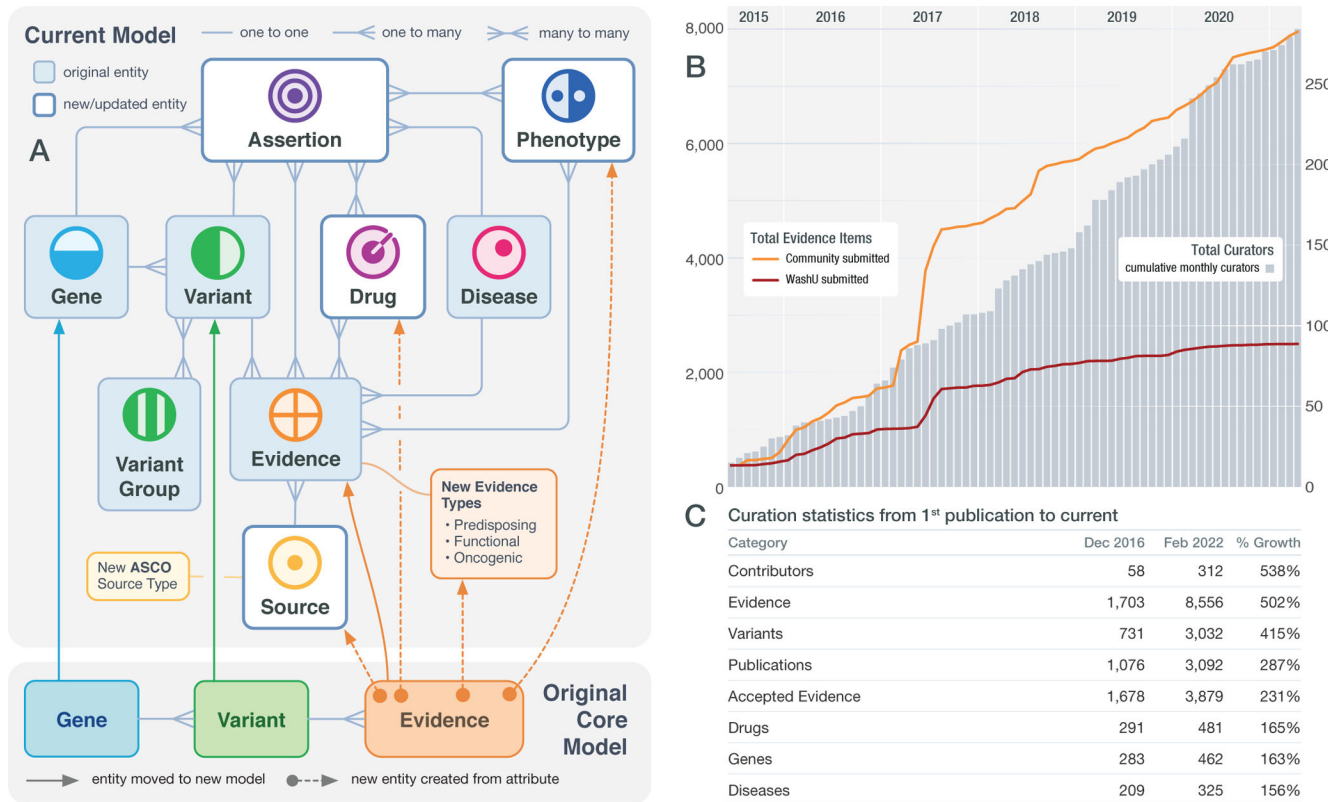 Current Model
one to one
one to many
many to many
original entity
new/updated entity
A
Assertion
Phenotype
Gene
Variant
Drug
Disease
Variant
Group
Evidence
New Evidence
Types
• Predisposing
• Functional
• Oncogenic
New ASCO
Source Type
Source
Gene
Variant
Evidence
Original
Core
Model
entity moved to new model
new entity created from attribute
B
2015 2016 2017 2018 2019 2020
8,000
6,000
4,000
2,000
0
250
200
150
100
50
0
Total Evidence Items
Community submitted
WashU submitted
Total Curators
cumulative monthly curators
C Curation statistics from 1st publication to current
Category Dec 2016 Feb 2022 % Growth
Contributors 58 312 538%
Evidence 1,703 8,556 502%
Variants 731 3,032 415%
Publications 1,076 3,092 287%
Accepted Evidence 1,678 3,879 231%
Drugs 291 481 165%
Genes 283 462 163%
Diseases 209 325 156%